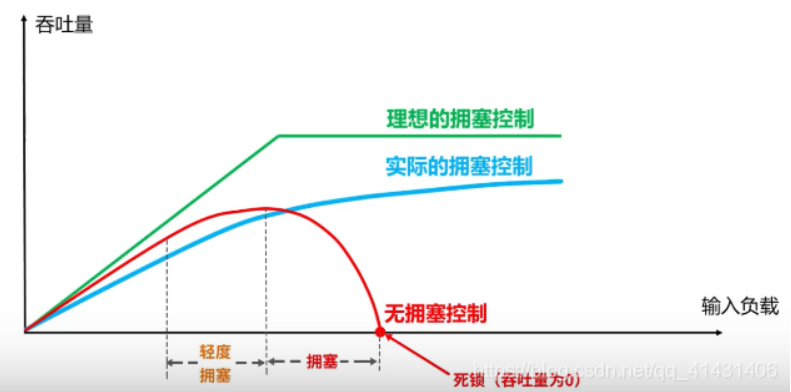 吞吐量
理想的拥塞控制
实际的拥塞控制
无拥塞控制
输入负载
轻度
拥塞
拥塞
死锁（吞吐量为0）
https://blog.csdn.net/qq_41431406